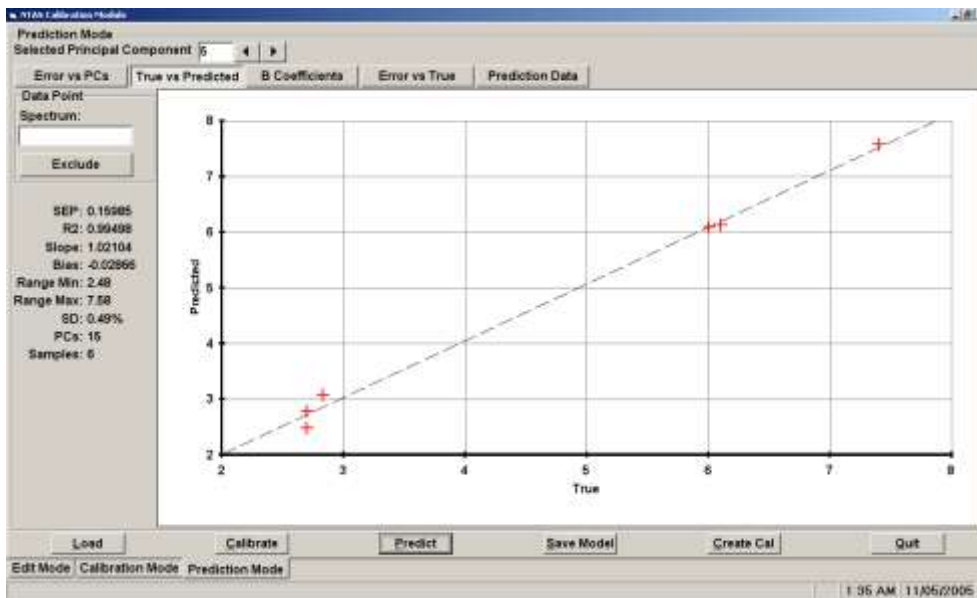 NTAS Calibration Module
Prediction Mode
Selected Principal Component 6
Error vs PCs True vs Predicted B Coefficients Error vs True Prediction Data
Data Point
Spectrum:
Exclude
SEP: 0.15985
R2: 0.99498
Slope: 1.02104
Bias: -0.02866
Range Min: 2.48
Range Max: 7.58
SD: 0.49%
PCs: 15
Samples: 6
8
7
6
5
4
3
2
Predicted
2 3 4 5 6 7 8
True
Load Calibrate Predict Save Model Create Cal Quit
Edit Mode Calibration Mode Prediction Mode
1:35 AM 11/05/2005